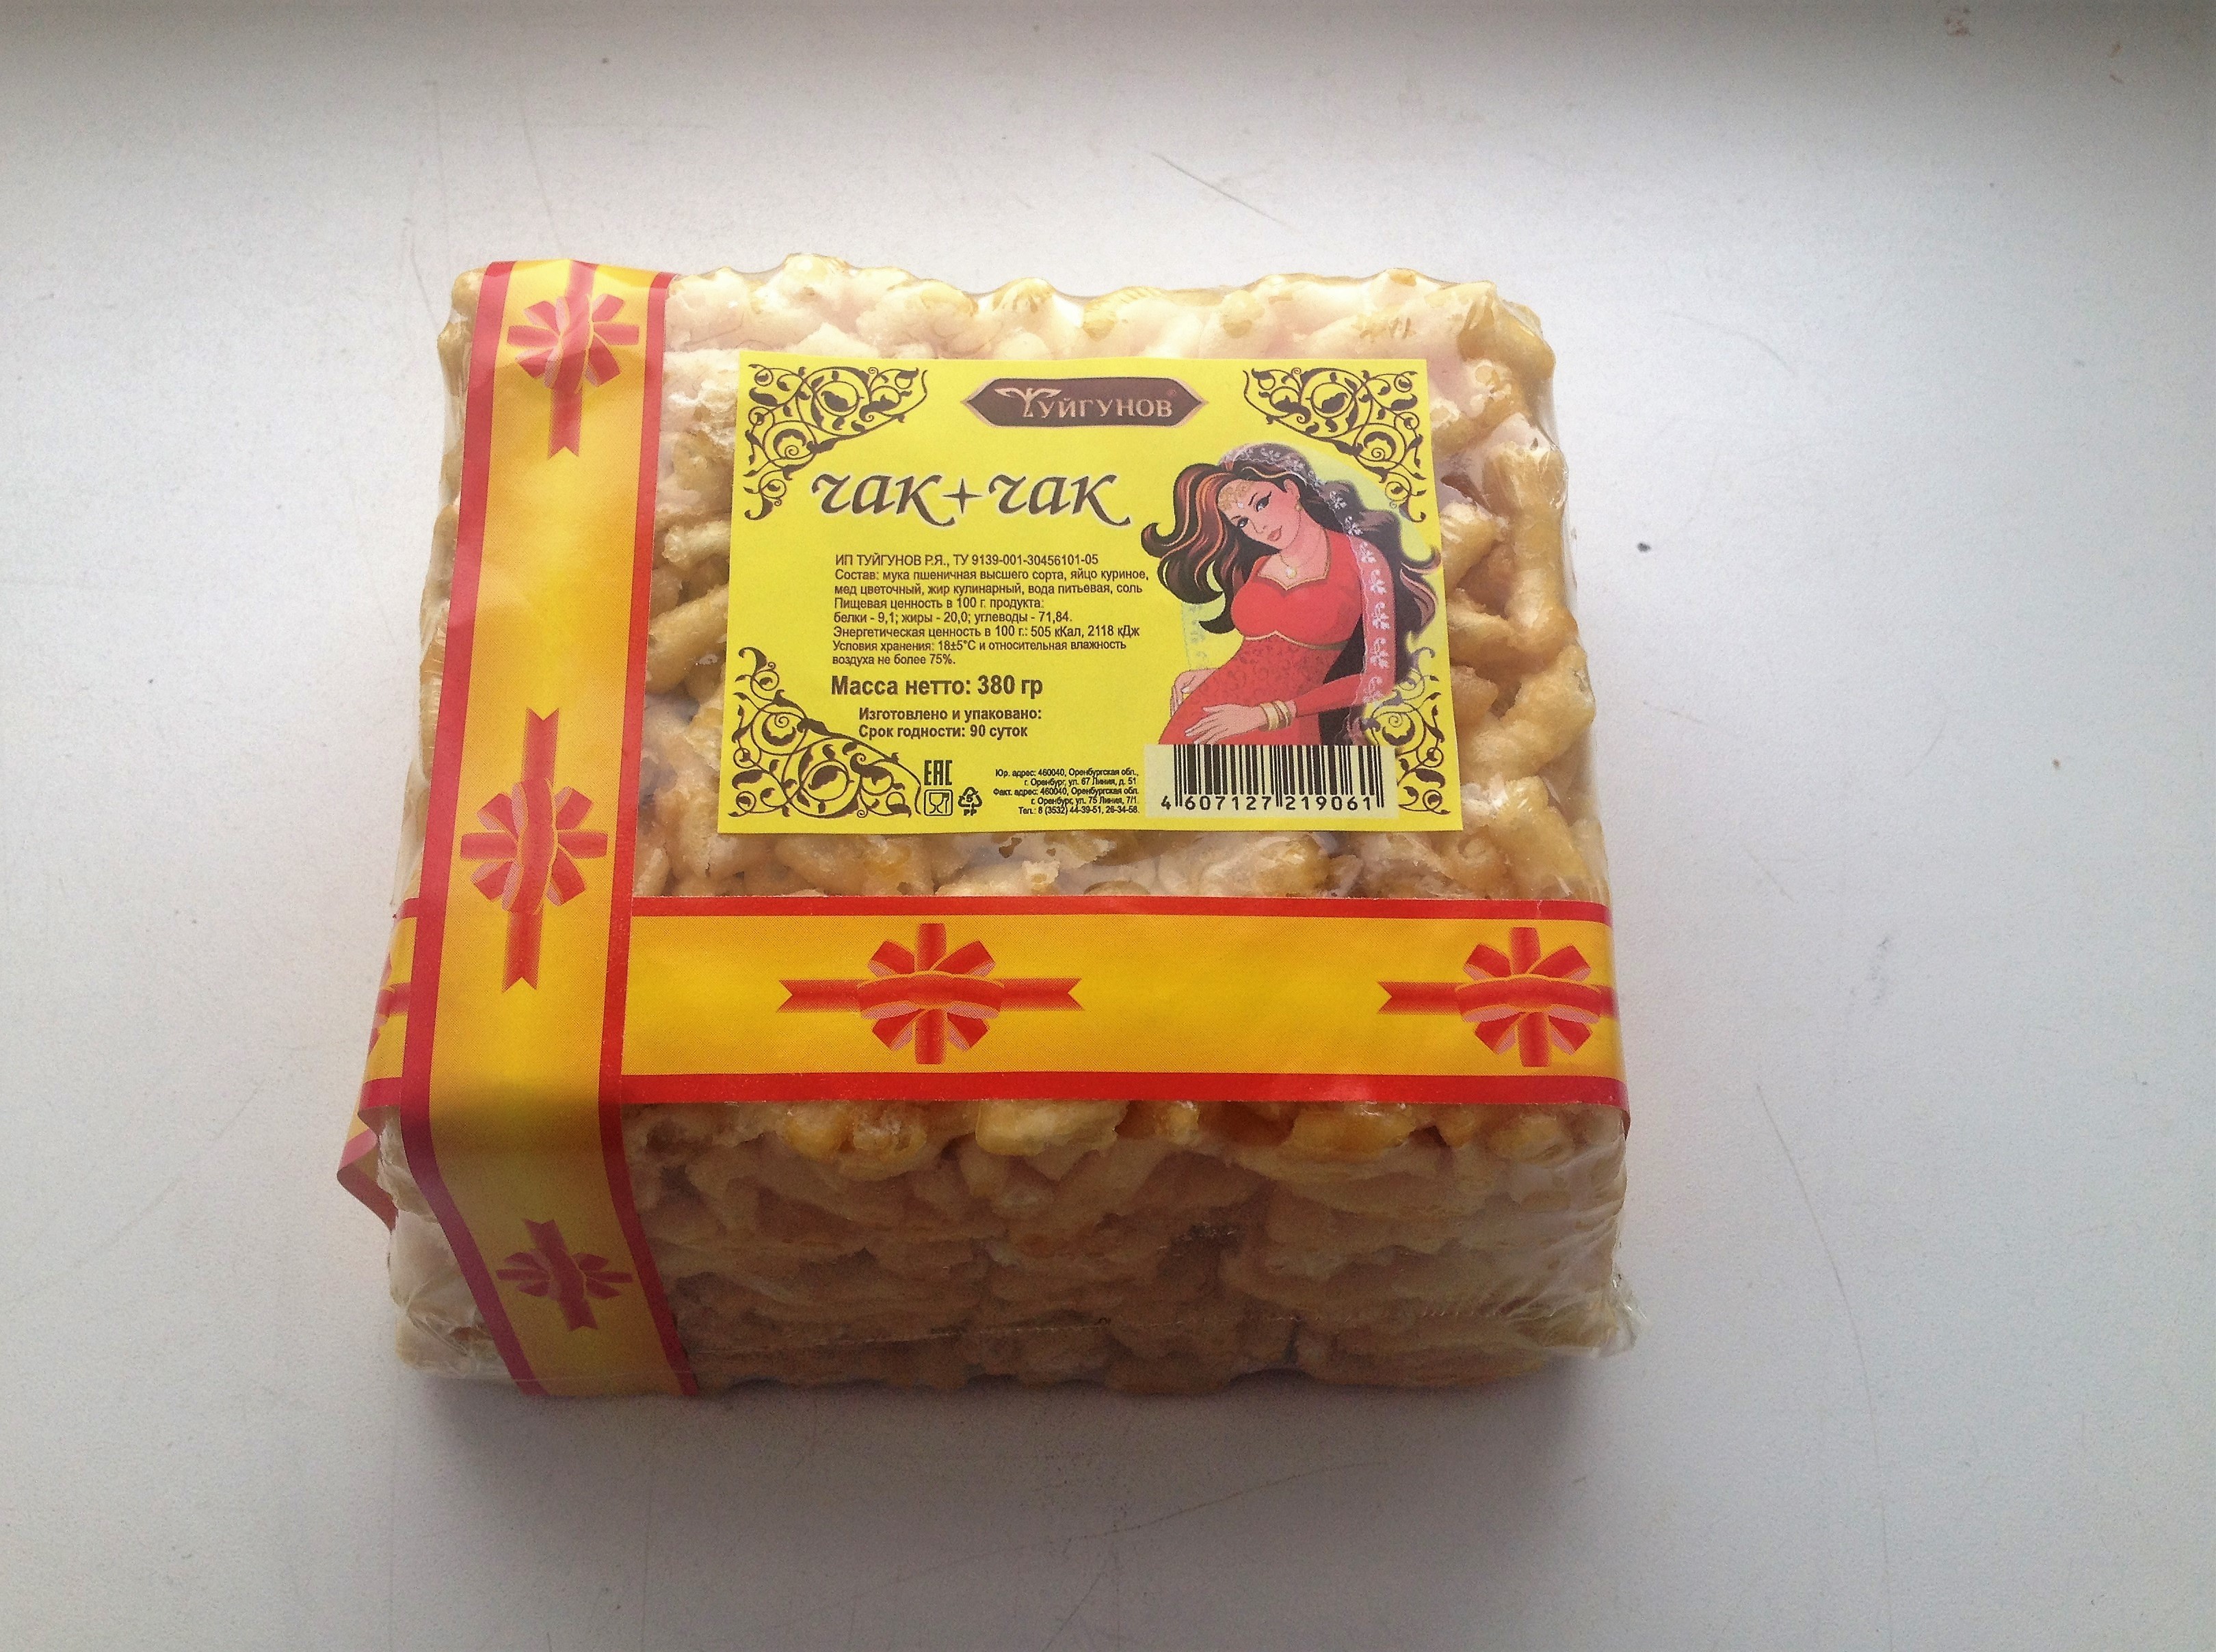 ТУЙГУНОВ
чак+чак
ИП ТУЙГУНОВ Р.Я., ТУ 9139-001-30456101-05
Состав: мука пшеничная высшего сорта, яйцо куриное,
мед цветочный, жир кулинарный, вода питьевая, соль
Пищевая ценность в 100 г. продукта:
белки - 9,1; жиры - 20,0; углеводы - 71,84.
Энергетическая ценность в 100 г.: 505 кКал, 2118 кДж
Условия хранения: 18±5°С и относительная влажность
воздуха не более 75%.
Масса нетто: 380 гр
Изготовлено и упаковано:
Срок годности: 90 суток
ЕАС
5
PP
Юр. адрес: 460040, Оренбургская обл.,
г. Оренбург, ул. 67 Линия, д. 51
Факт. адрес: 460040, Оренбургская обл.
г. Оренбург, ул. 75 Линия, 7/1.
Тел.: 8 (3532) 44-39-51, 26-34-58.
4 607127 219061